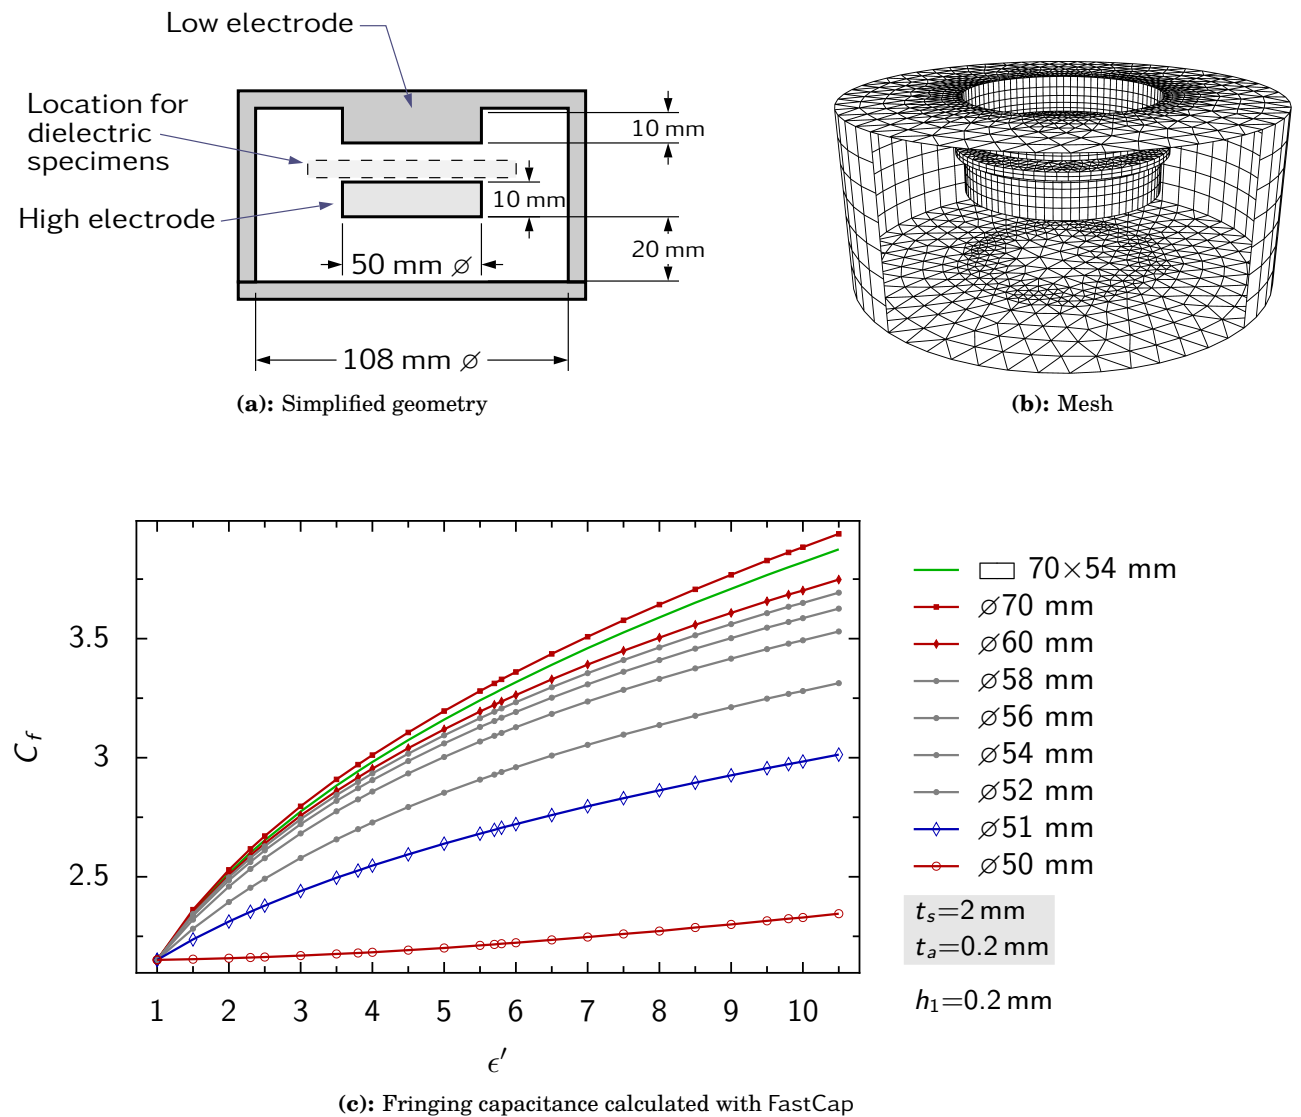 Low electrode
Location for
dielectric
specimens
High electrode
10 mm
10 mm
20 mm
50 mm ⌀
108 mm ⌀
(a): Simplified geometry
(b): Mesh
C_f
3.5
3
2.5
1 2 3 4 5 6 7 8 9 10
ϵ′
70×54 mm
⌀70 mm
⌀60 mm
⌀58 mm
⌀56 mm
⌀54 mm
⌀52 mm
⌀51 mm
⌀50 mm
t_s=2 mm
t_a=0.2 mm
h_1=0.2 mm
(c): Fringing capacitance calculated with FastCap